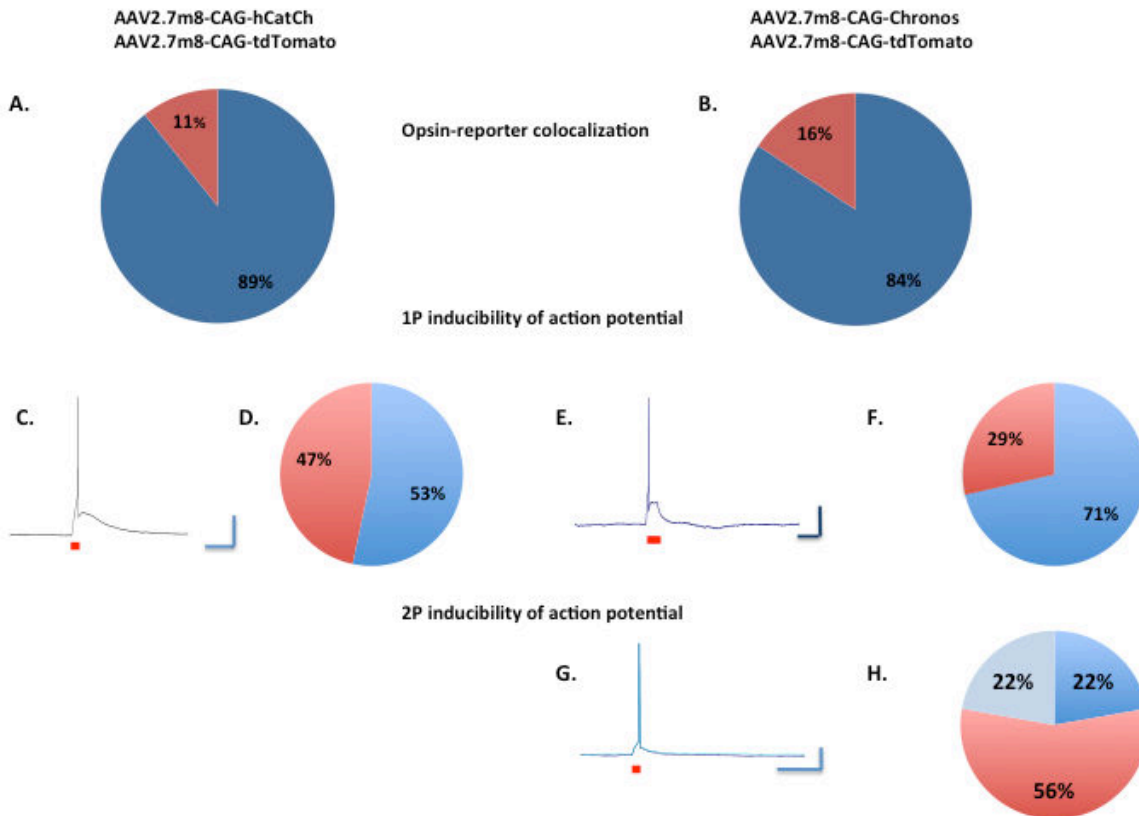 AAV2.7m8-CAG-hCatCh
AAV2.7m8-CAG-tdTomato
AAV2.7m8-CAG-Chronos
AAV2.7m8-CAG-tdTomato
A.
11%
89%
Opsin-reporter colocalization
B.
16%
84%
1P inducibility of action potential
C.
D.
47%
53%
E.
F.
29%
71%
2P inducibility of action potential
G.
H.
22%
22%
56%